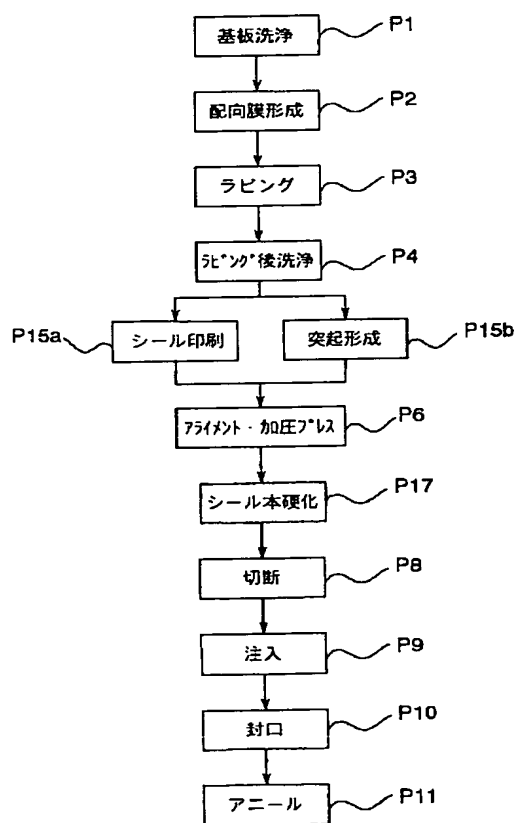 基板洗浄 P1
配向膜形成 P2
ラビング P3
ﾗﾋﾞﾝｸﾞ後洗浄 P4
P15a シール印刷 突起形成 P15b
ｱﾗｲﾒﾝﾄ・加圧ﾌﾟﾚｽ P6
シール本硬化 P17
切断 P8
注入 P9
封口 P10
アニール P11